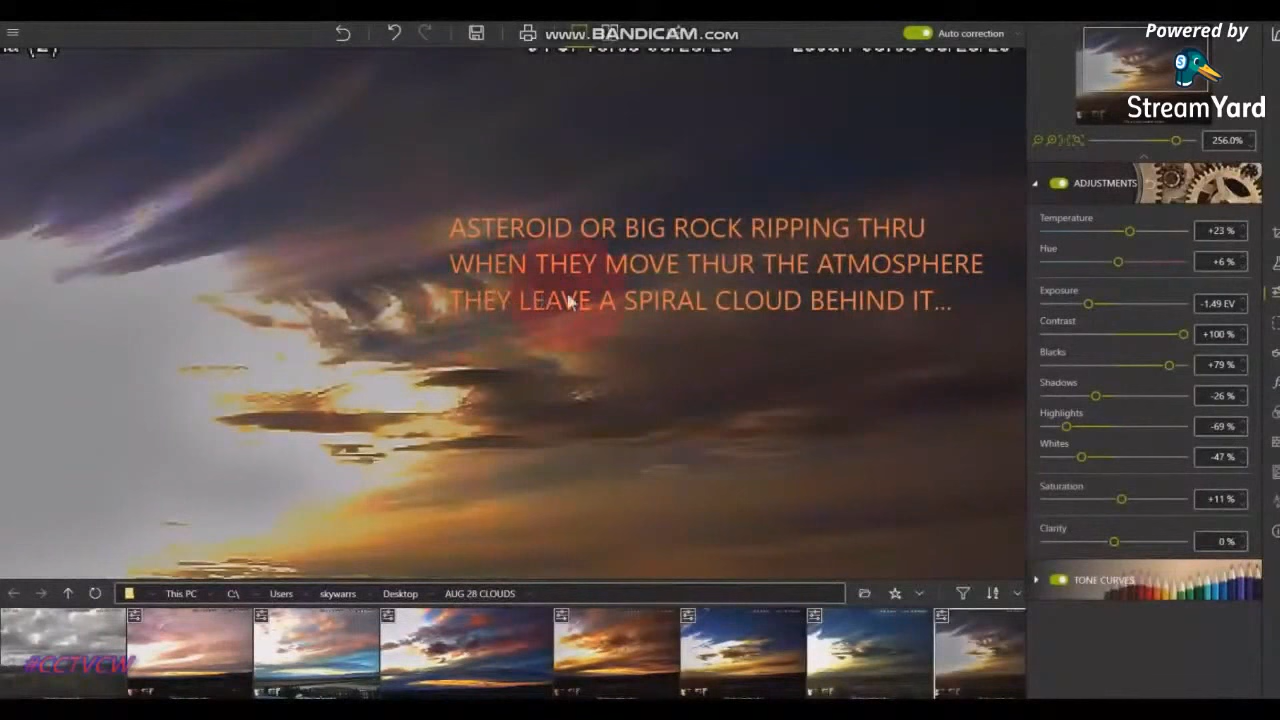 www.BANDICAM.com
Auto correction
Powered by
StreamYard
256.0%
ADJUSTMENTS
Temperature
+23 %
Hue
+6 %
Exposure
-1.49 EV
Contrast
+100 %
Blacks
+79 %
Shadows
-26 %
Highlights
-69 %
Whites
-47 %
Saturation
+11 %
Clarity
0 %
TONE CURVES
ASTEROID OR BIG ROCK RIPPING THRU
WHEN THEY MOVE THUR THE ATMOSPHERE
THEY LEAVE A SPIRAL CLOUD BEHIND IT...
This PC C:\ Users skywarrs Desktop AUG 28 CLOUDS
#CCTVCW